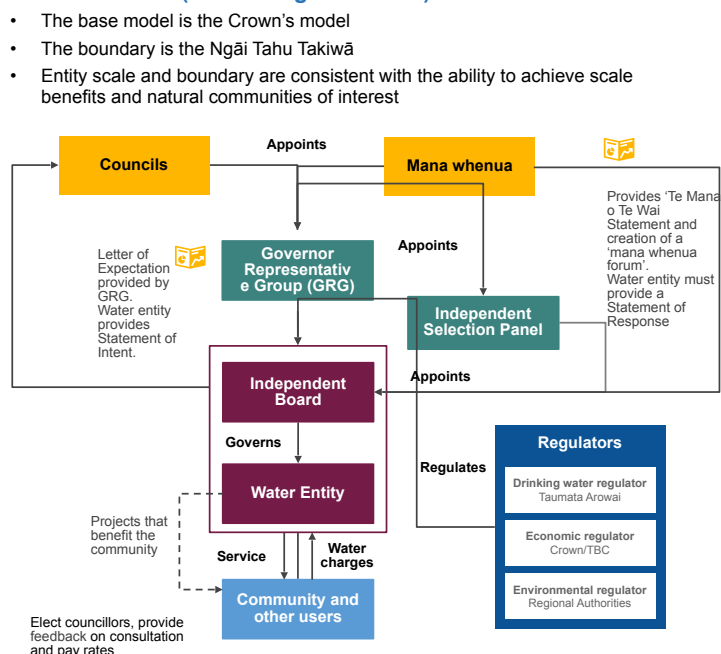 • The base model is the Crown's model
• The boundary is the Ngāi Tahu Takiwā
• Entity scale and boundary are consistent with the ability to achieve scale
benefits and natural communities of interest
Appoints
Councils
Mana whenua
Provides 'Te Mana
o Te Wai
Statement and
creation of a
'mana whenua
forum'.
Water entity must
provide a
Statement of
Response
Letter of
Expectation
provided by
GRG.
Water entity
provides
Statement of
Intent.
Governor
Representativ
e Group (GRG)
Appoints
Independent
Selection Panel
Appoints
Independent
Board
Governs
Water Entity
Regulates
Regulators
Drinking water regulator
Taumata Arowai
Economic regulator
Crown/TBC
Environmental regulator
Regional Authorities
Projects that
benefit the
community
Service
Water
charges
Community and
other users
Elect councillors, provide
feedback on consultation
and pay rates